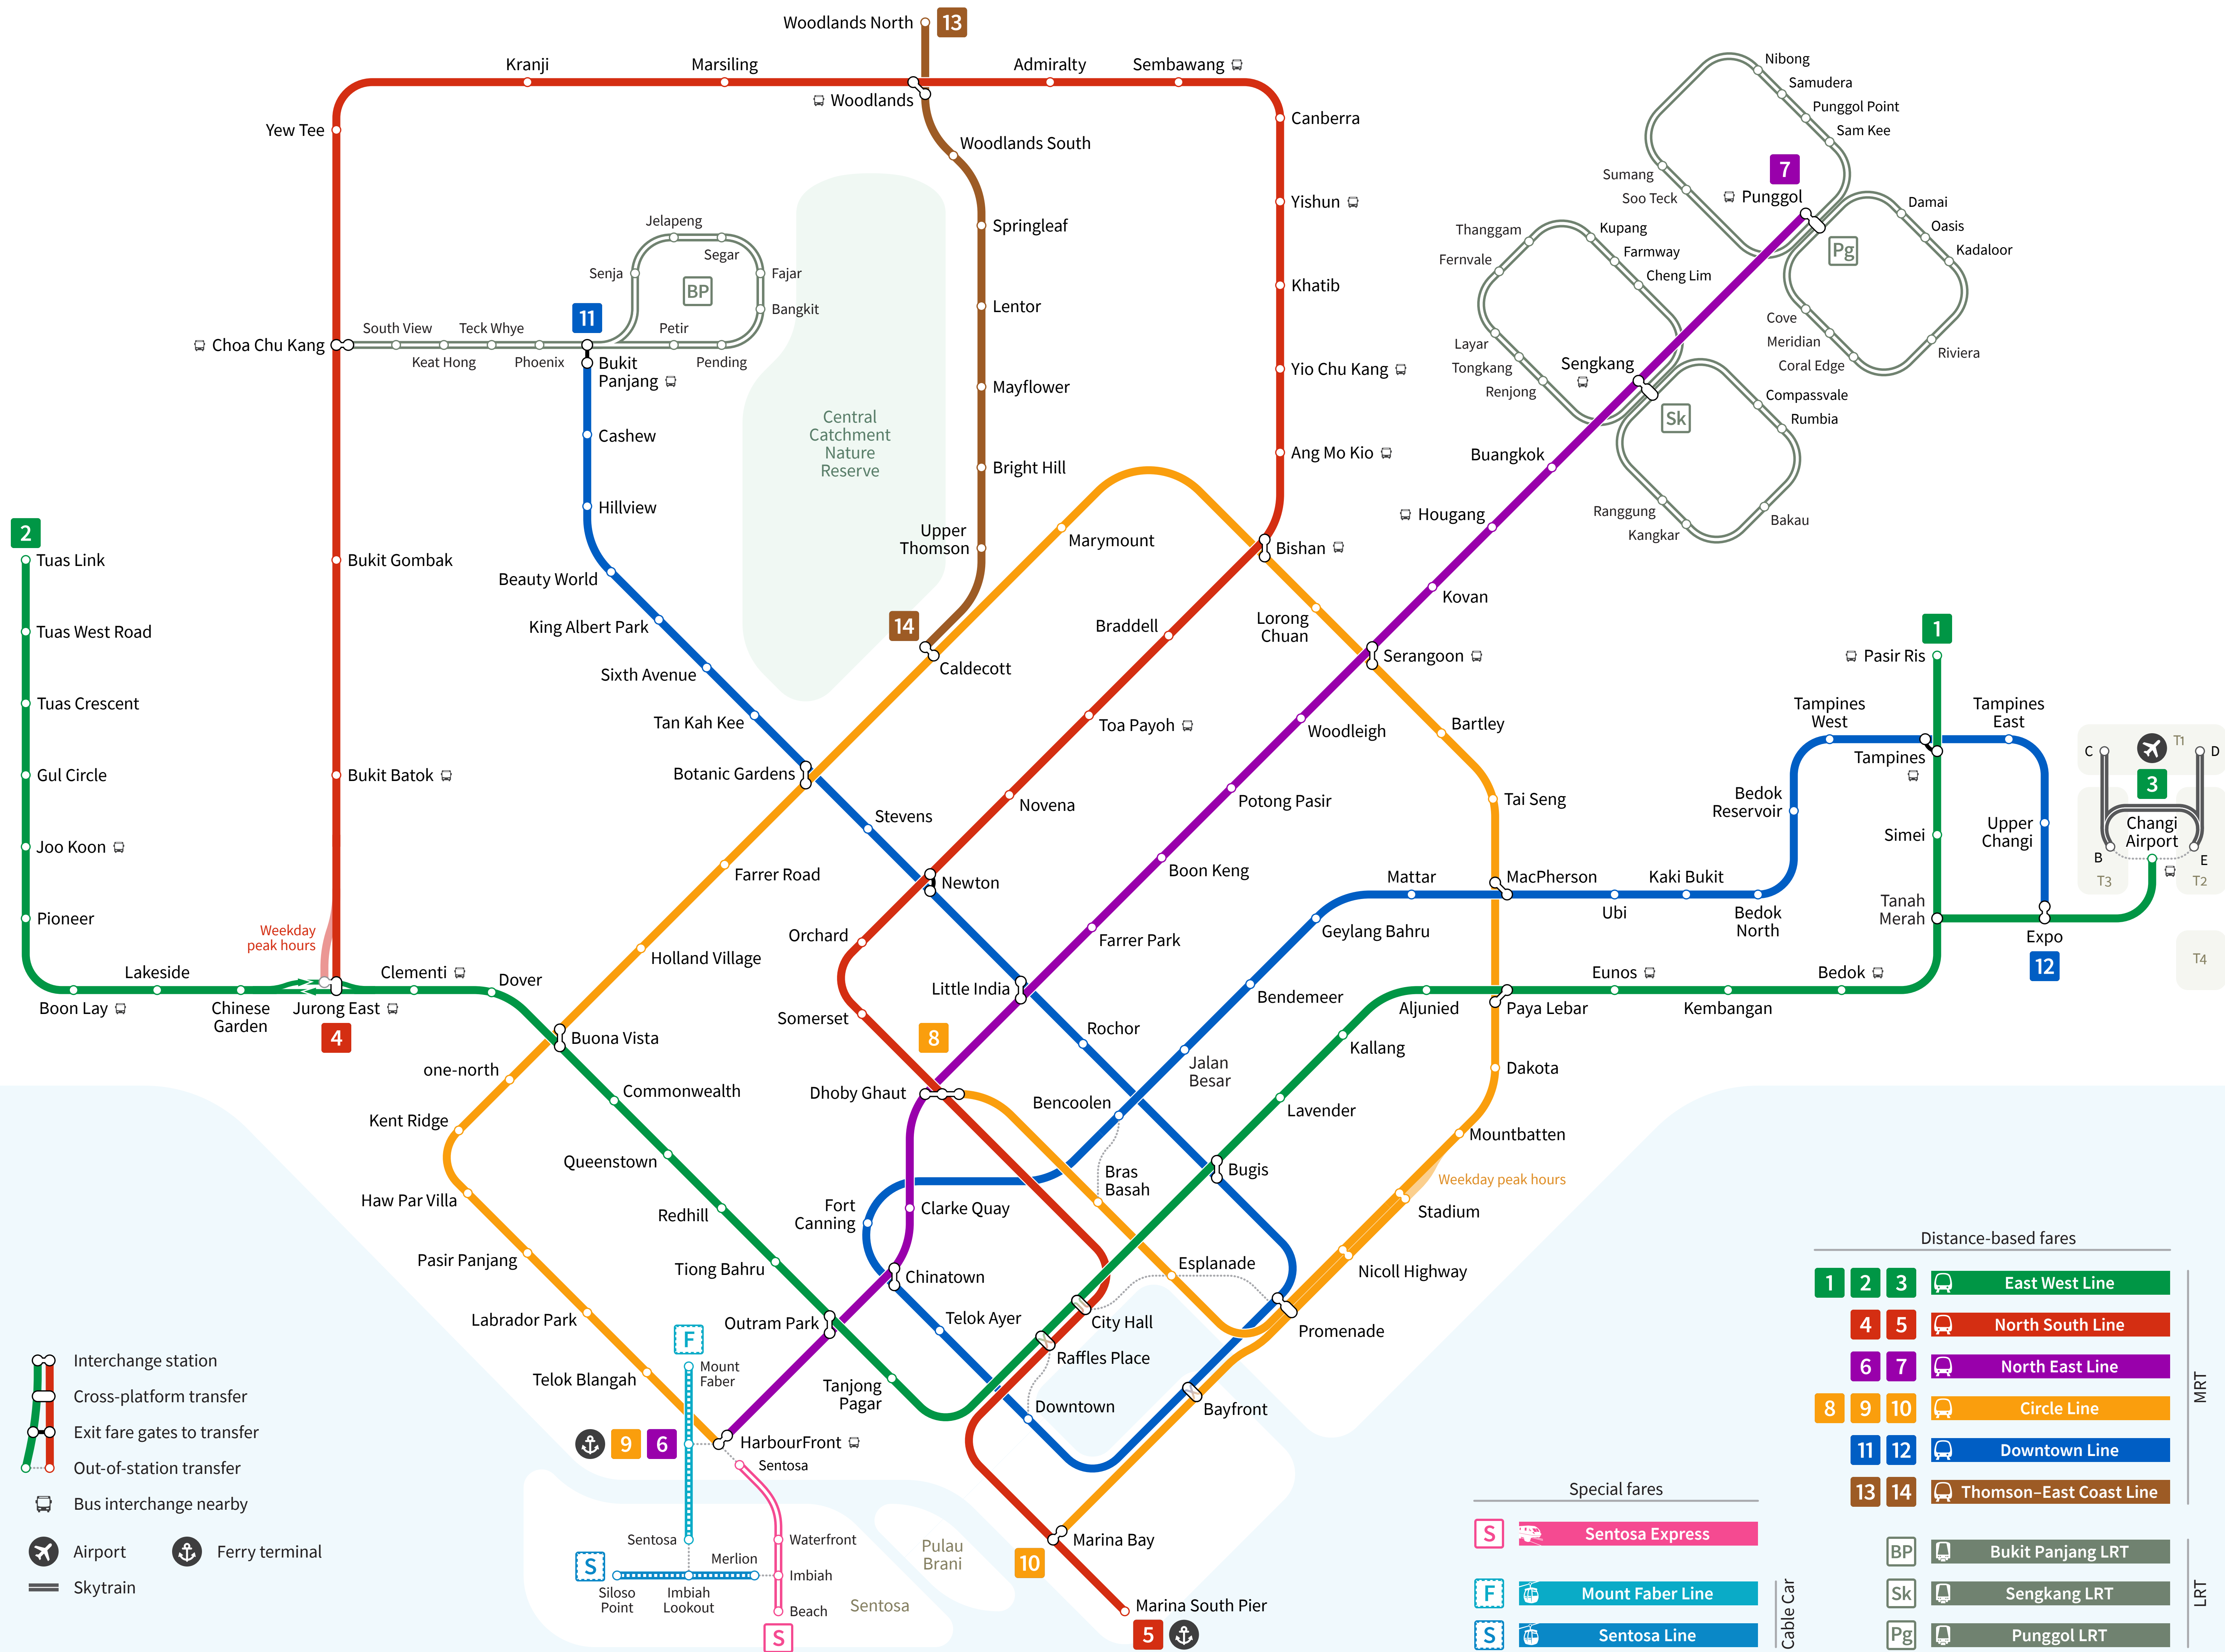 Woodlands North
13
Kranji
Marsiling
Admiralty
Sembawang
Woodlands
Yew Tee
Canberra
Woodlands South
Nibong
Samudera
Punggol Point
Sam Kee
7
Sumang
Soo Teck
Punggol
Pg
Damai
Oasis
Kadaloor
Cove
Meridian
Coral Edge
Riviera
Yishun
Springleaf
Jelapeng
Segar
Senja
BP
Fajar
Bangkit
Khatib
Lentor
Thanggam
Fernvale
Kupang
Farmway
Cheng Lim
Layar
Tongkang
Renjong
Sengkang
Sk
Compassvale
Rumbia
Ranggung
Kangkar
Bakau
11
Choa Chu Kang
South View
Keat Hong
Teck Whye
Phoenix
Petir
Pending
Bukit
Panjang
Yio Chu Kang
Mayflower
Central
Catchment
Nature
Reserve
Cashew
Ang Mo Kio
Bright Hill
Buangkok
Hillview
Hougang
2
Tuas Link
Bukit Gombak
Beauty World
Upper
Thomson
Marymount
Bishan
Kovan
Tuas West Road
King Albert Park
14
Caldecott
Braddell
Lorong
Chuan
Serangoon
1
Pasir Ris
Sixth Avenue
Tuas Crescent
Tan Kah Kee
Toa Payoh
Woodleigh
Bartley
Tampines
West
Tampines
East
Tampines
Gul Circle
Bukit Batok
Botanic Gardens
Novena
Potong Pasir
Tai Seng
Bedok
Reservoir
Simei
Upper
Changi
C
T1
D
3
Changi
Airport
B
E
T3
T2
T4
Joo Koon
Stevens
Farrer Road
Newton
Boon Keng
Mattar
MacPherson
Ubi
Kaki Bukit
Bedok
North
Tanah
Merah
Expo
12
Pioneer
Weekday
peak hours
Orchard
Farrer Park
Geylang Bahru
Lakeside
Boon Lay
Chinese
Garden
Jurong East
4
Clementi
Dover
Holland Village
Little India
Bendemeer
Aljunied
Paya Lebar
Eunos
Kembangan
Bedok
Somerset
Rochor
Buona Vista
8
Jalan
Besar
Kallang
one-north
Commonwealth
Dhoby Ghaut
Bencoolen
Lavender
Dakota
Kent Ridge
Queenstown
Bras
Basah
Bugis
Mountbatten
Weekday peak hours
Haw Par Villa
Redhill
Fort
Canning
Clarke Quay
Stadium
Pasir Panjang
Tiong Bahru
Chinatown
Esplanade
Nicoll Highway
Labrador Park
Outram Park
Telok Ayer
City Hall
Promenade
Raffles Place
F
Mount
Faber
Telok Blangah
Tanjong
Pagar
Downtown
Bayfront
9
6
HarbourFront
Sentosa
Sentosa
Waterfront
Merlion
Imbiah
S
Siloso
Point
Imbiah
Lookout
Beach
Sentosa
S
Pulau
Brani
Marina Bay
10
Marina South Pier
5
Interchange station
Cross-platform transfer
Exit fare gates to transfer
Out-of-station transfer
Bus interchange nearby
Airport
Ferry terminal
Skytrain
Distance-based fares
1 2 3 East West Line
4 5 North South Line
6 7 North East Line
8 9 10 Circle Line
11 12 Downtown Line
13 14 Thomson–East Coast Line
MRT
BP Bukit Panjang LRT
Sk Sengkang LRT
Pg Punggol LRT
LRT
Special fares
S Sentosa Express
F Mount Faber Line
S Sentosa Line
Cable Car